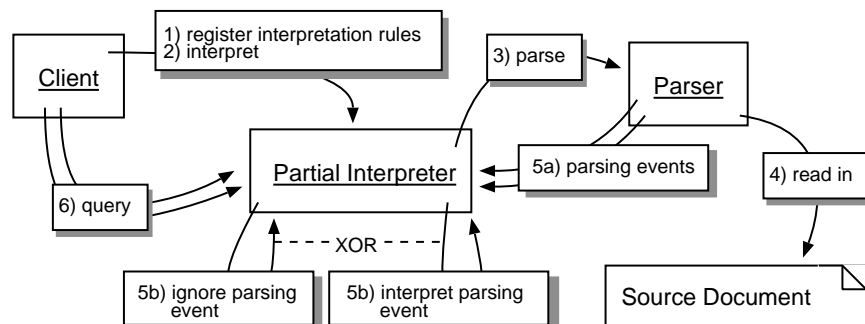 1) register interpretation rules
2) interpret
Client
3) parse
Parser
Partial Interpreter
5a) parsing events
4) read in
6) query
XOR
5b) ignore parsing
event
5b) interpret parsing
event
Source Document